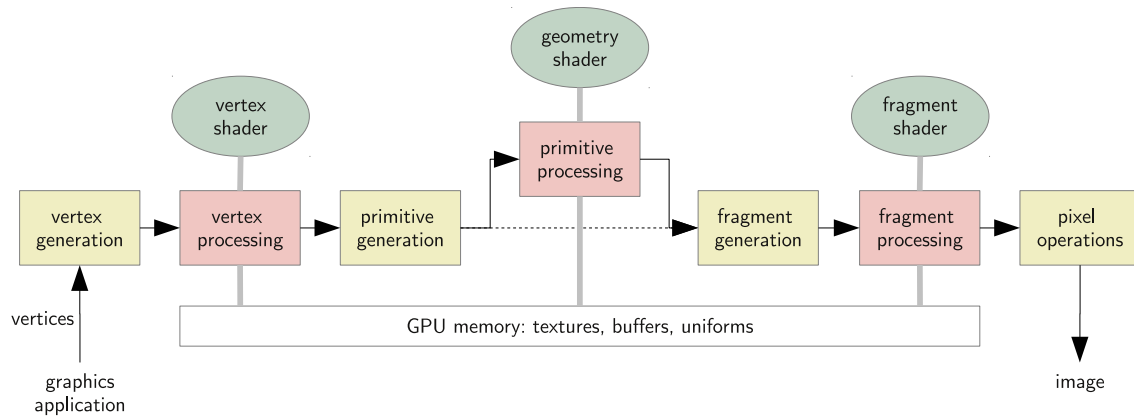 geometry
shader
vertex
shader
fragment
shader
primitive
processing
vertex
generation
vertex
processing
primitive
generation
fragment
generation
fragment
processing
pixel
operations
vertices
GPU memory: textures, buffers, uniforms
graphics
application
image